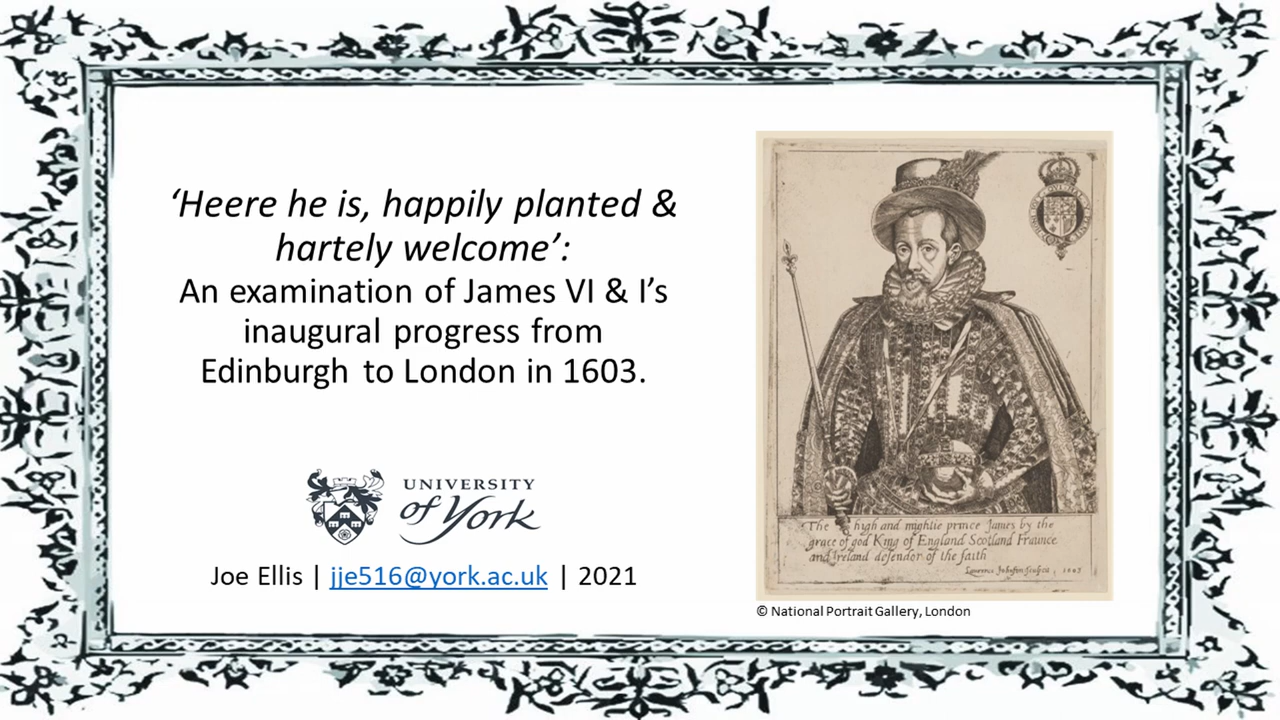 ‘Heere he is, happily planted &
hartely welcome’:
An examination of James VI & I’s
inaugural progress from
Edinburgh to London in 1603.
UNIVERSITY
of York
Joe Ellis | jje516@york.ac.uk | 2021
The high and mightie prince James by the
grace of god King of England Scotland Fraunce
and Ireland defendor of the faith
© National Portrait Gallery, London